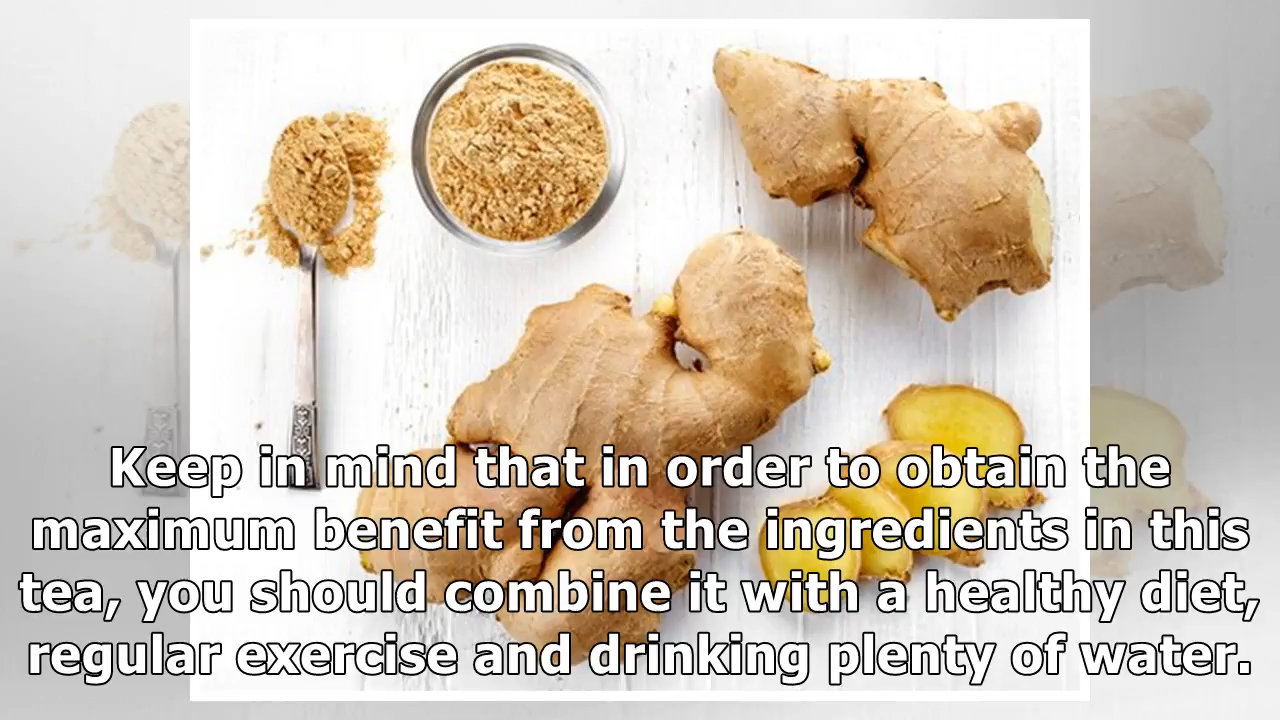 Keep in mind that in order to obtain the
maximum benefit from the ingredients in this
tea, you should combine it with a healthy diet,
regular exercise and drinking plenty of water.